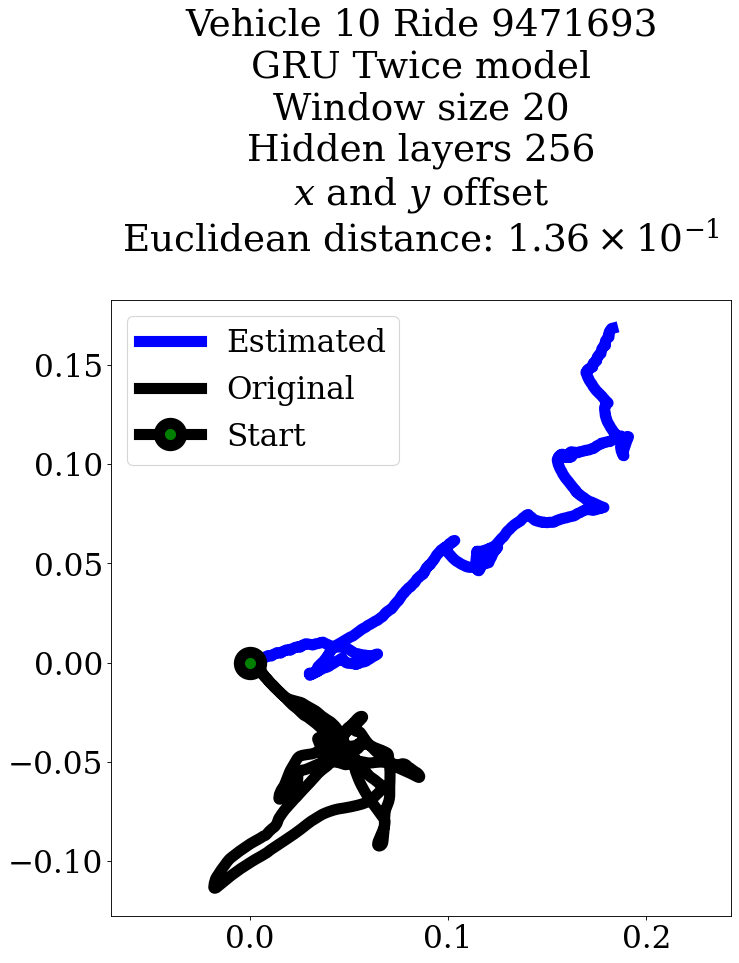 Vehicle 10 Ride 9471693
GRU Twice model
Window size 20
Hidden layers 256
x and y offset
Euclidean distance: 1.36 × 10⁻¹
Estimated
Original
Start
0.15
0.10
0.05
0.00
−0.05
−0.10
0.0 0.1 0.2